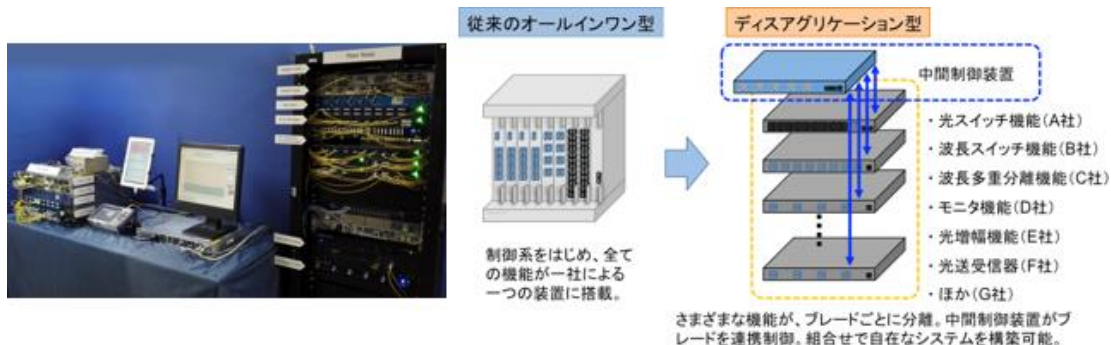 従来のオールインワン型
ディスアグリゲーション型
中間制御装置
・光スイッチ機能(A社)
・波長スイッチ機能(B社)
・波長多重分離機能(C社)
・モニタ機能(D社)
・光増幅機能(E社)
・光送受信器(F社)
・ほか(G社)
制御系をはじめ、全て
の機能が一社による
一つの装置に搭載。
さまざまな機能が、ブレードごとに分離。中間制御装置がブ
レードを連携制御。組合せで自在なシステムを構築可能。